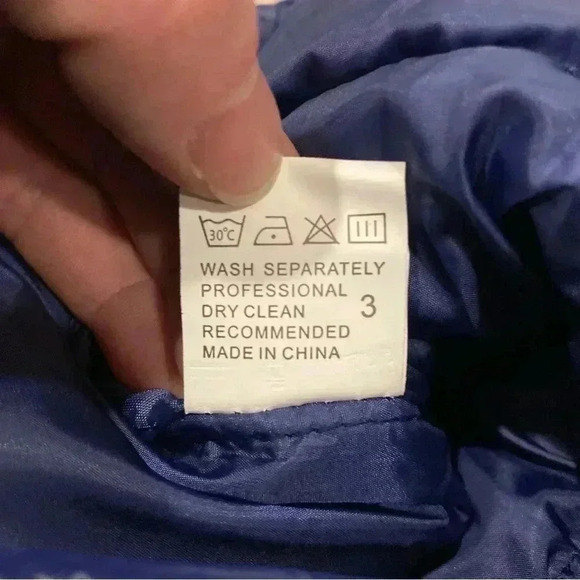 30°C
WASH SEPARATELY
PROFESSIONAL
DRY CLEAN 3
RECOMMENDED
MADE IN CHINA